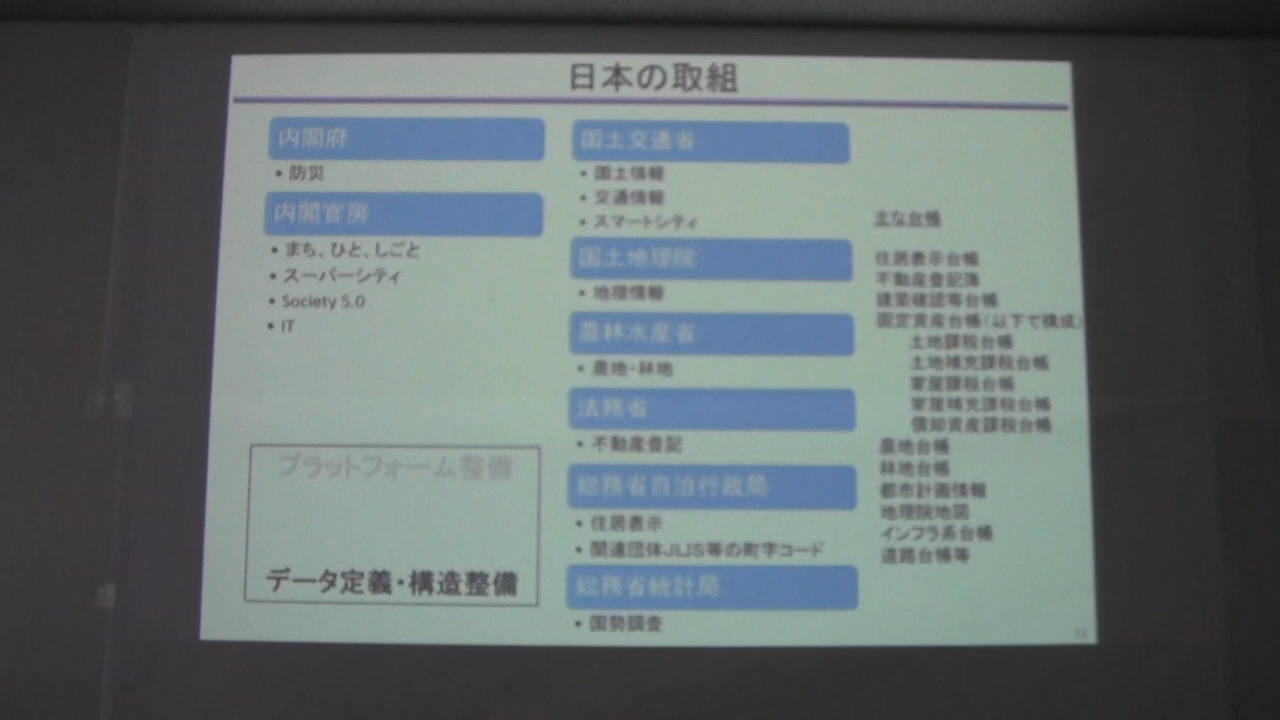 日本の取組
内閣府
• 防災
内閣官房
• まち、ひと、しごと
• スーパーシティ
• Society 5.0
• IT
プラットフォーム整備
データ定義・構造整備
国土交通省
• 国土情報
• 交通情報
• スマートシティ
国土地理院
• 地理情報
農林水産省
• 農地・林地
法務省
• 不動産登記
総務省自治行政局
• 住居表示
• 関連団体JLIS等の町字コード
総務省統計局
• 国勢調査
主な台帳
住居表示台帳
不動産登記簿
建築確認等台帳
固定資産台帳（以下で構成）
土地課税台帳
土地補充課税台帳
家屋課税台帳
家屋補充課税台帳
償却資産課税台帳
農地台帳
林地台帳
都市計画情報
地理院地図
インフラ系台帳
道路台帳等